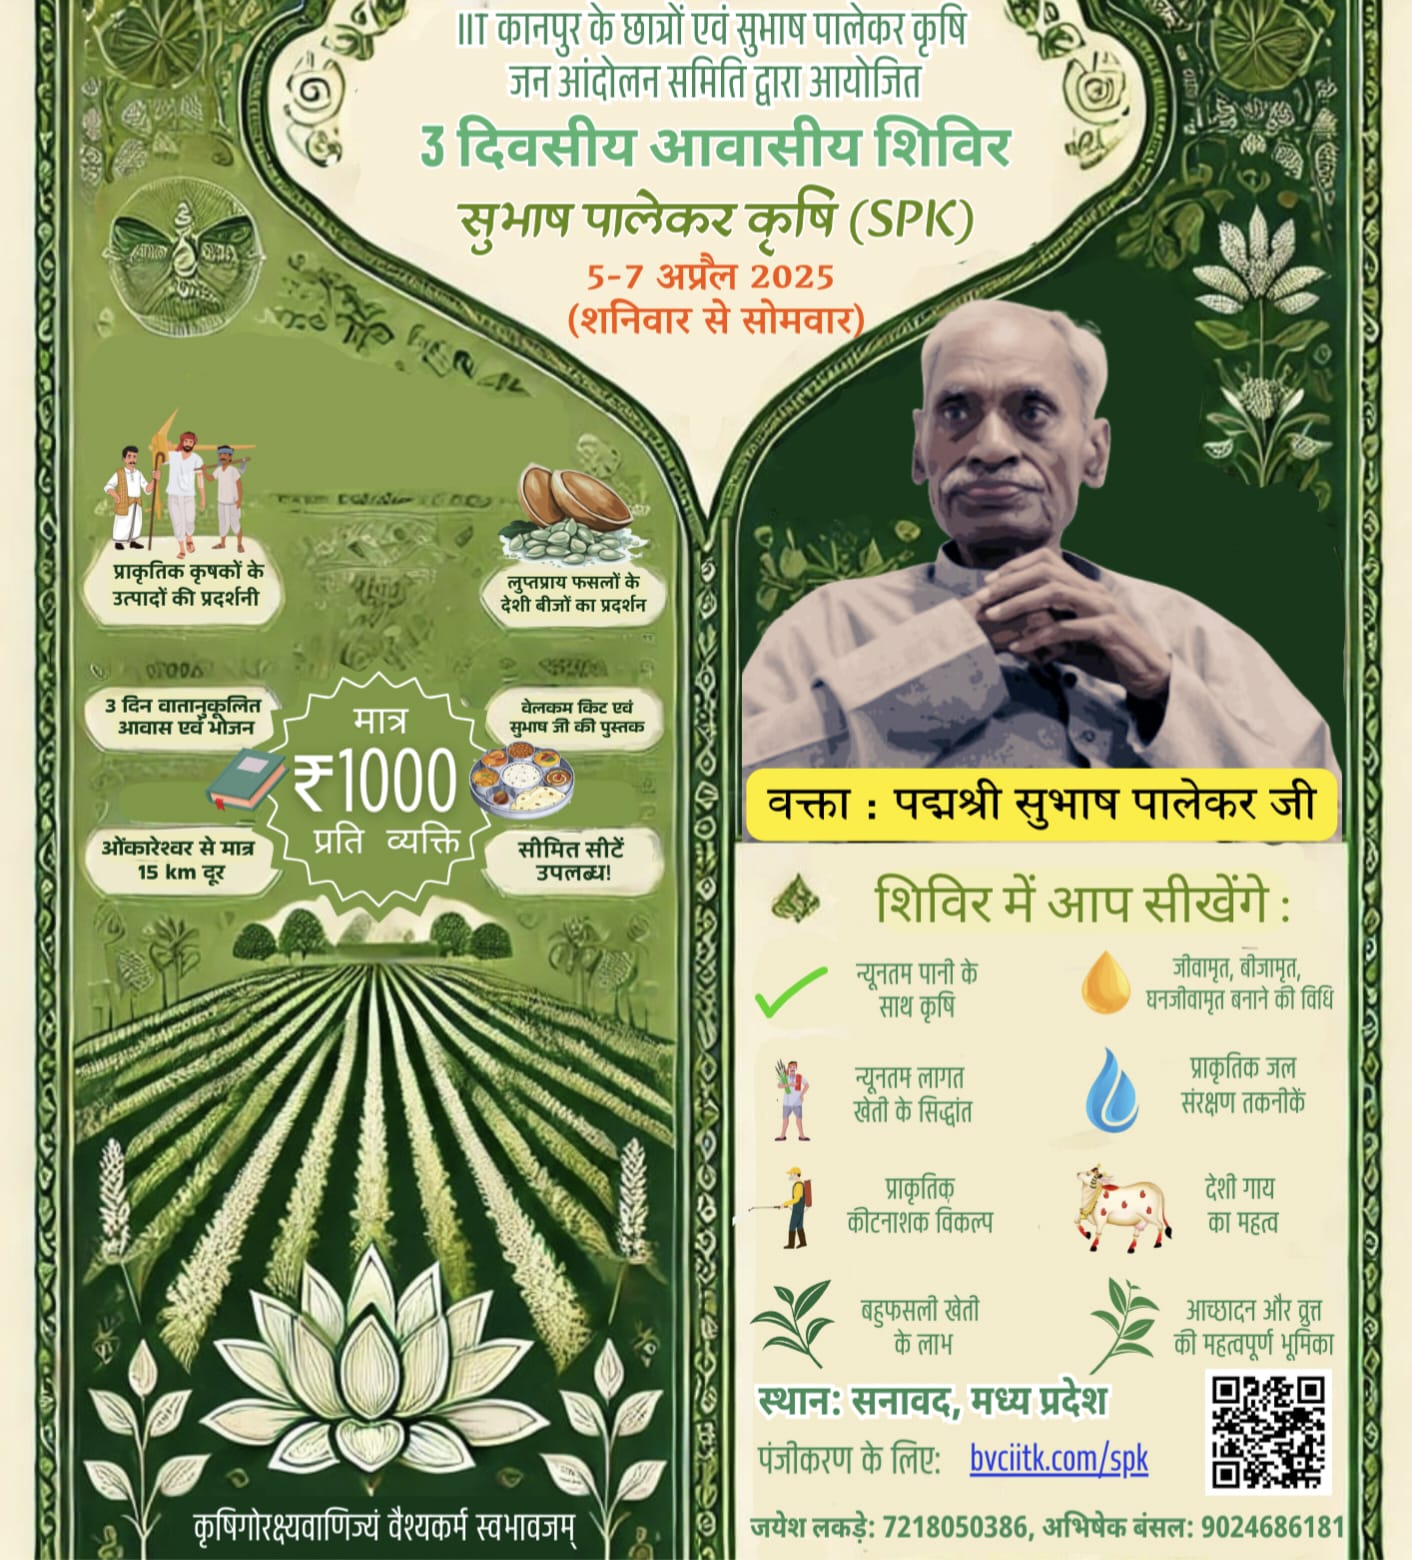 IIT कानपुर के छात्रों एवं सुभाष पालेकर कृषि
जन आंदोलन समिति द्वारा आयोजित
3 दिवसीय आवासीय शिविर
सुभाष पालेकर कृषि (SPK)
5-7 अप्रैल 2025
(शनिवार से सोमवार)
प्राकृतिक कृषकों के
उत्पादों की प्रदर्शनी
लुप्तप्राय फसलों के
देशी बीजों का प्रदर्शन
3 दिन वातानुकूलित
आवास एवं भोजन
वेलकम किट एवं
सुभाष जी की पुस्तक
मात्र
₹1000
प्रति व्यक्ति
ओंकारेश्वर से मात्र
15 km दूर
सीमित सीटें
उपलब्ध!
कृषिगोरक्ष्यवाणिज्यं वैश्यकर्म स्वभावजम्
वक्ता : पद्मश्री सुभाष पालेकर जी
शिविर में आप सीखेंगे :
न्यूनतम पानी के
साथ कृषि
जीवामृत, बीजामृत,
घनजीवामृत बनाने की विधि
न्यूनतम लागत
खेती के सिद्धांत
प्राकृतिक जल
संरक्षण तकनीकें
प्राकृतिक
कीटनाशक विकल्प
देशी गाय
का महत्व
बहुफसली खेती
के लाभ
आच्छादन और व्रुत्त
की महत्वपूर्ण भूमिका
स्थान: सनावद, मध्य प्रदेश
पंजीकरण के लिए: bvciitk.com/spk
जयेश लकड़े: 7218050386, अभिषेक बंसल: 9024686181